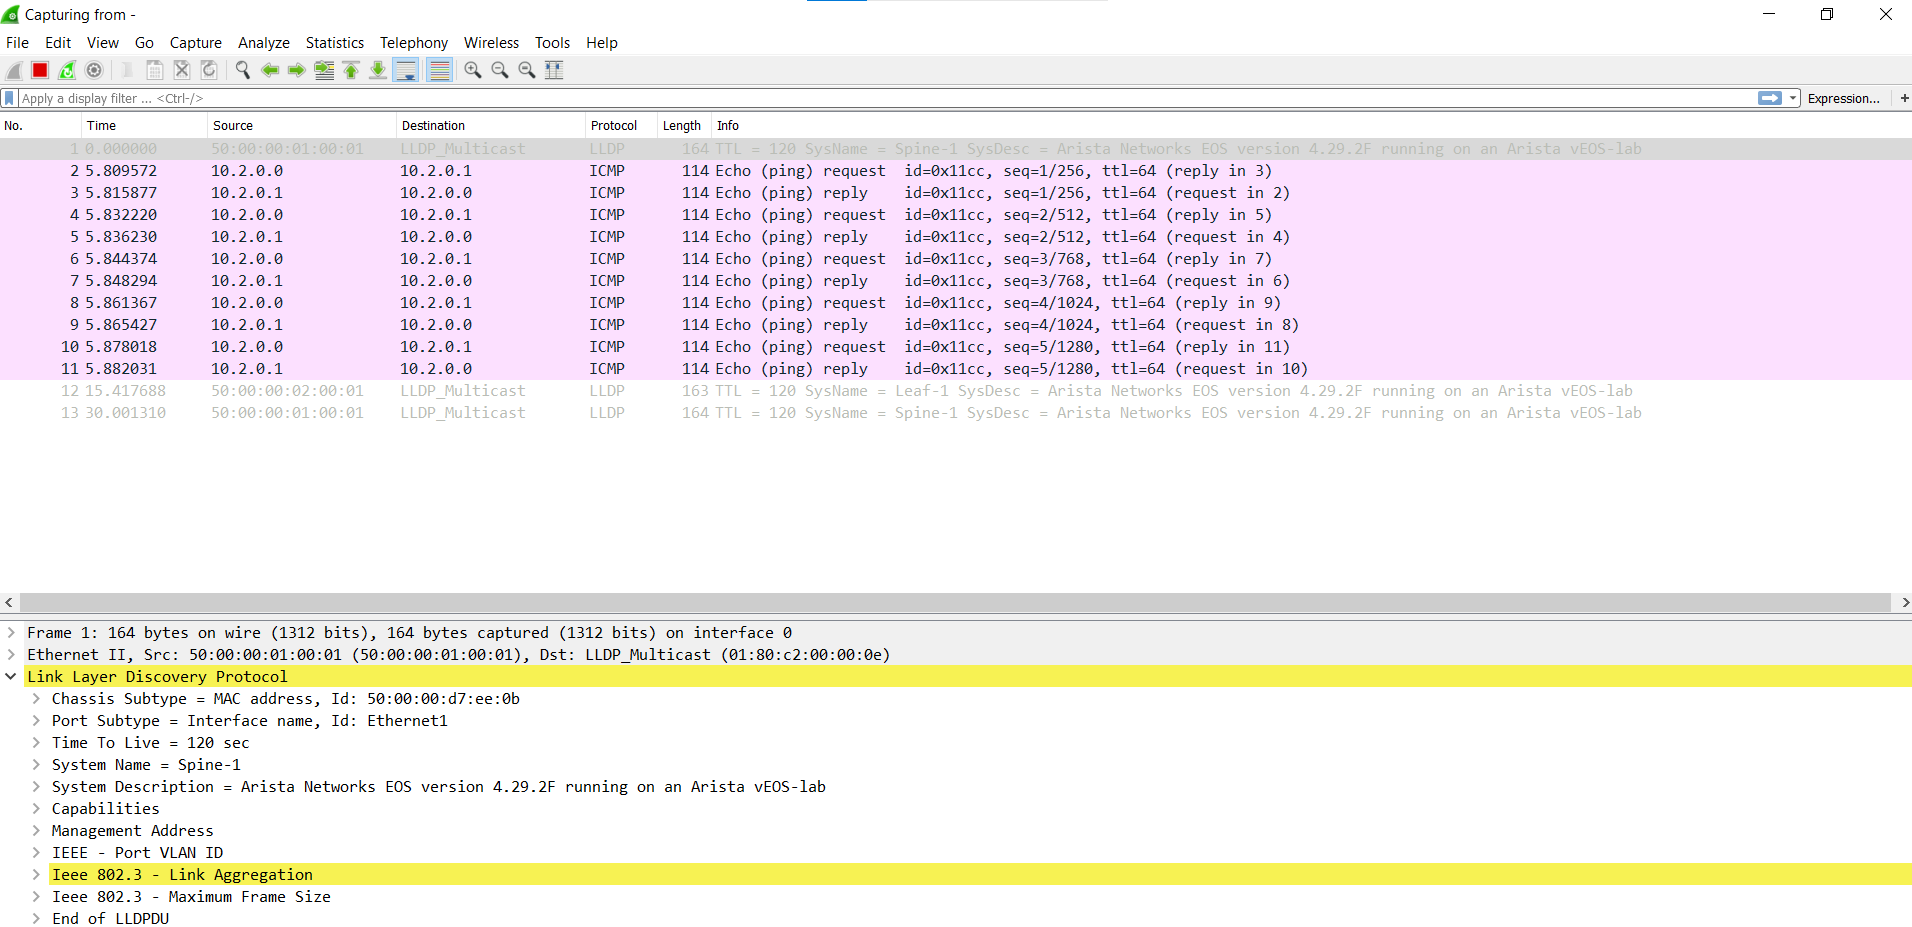 Capturing from -
File Edit View Go Capture Analyze Statistics Telephony Wireless Tools Help
Apply a display filter ... <Ctrl-/> Expression... +
No. Time Source Destination Protocol Length Info
1 0.000000 50:00:00:01:00:01 LLDP_Multicast LLDP 164 TTL = 120 SysName = Spine-1 SysDesc = Arista Networks EOS version 4.29.2F running on an Arista vEOS-lab
2 5.809572 10.2.0.0 10.2.0.1 ICMP 114 Echo (ping) request id=0x11cc, seq=1/256, ttl=64 (reply in 3)
3 5.815877 10.2.0.1 10.2.0.0 ICMP 114 Echo (ping) reply id=0x11cc, seq=1/256, ttl=64 (request in 2)
4 5.832220 10.2.0.0 10.2.0.1 ICMP 114 Echo (ping) request id=0x11cc, seq=2/512, ttl=64 (reply in 5)
5 5.836230 10.2.0.1 10.2.0.0 ICMP 114 Echo (ping) reply id=0x11cc, seq=2/512, ttl=64 (request in 4)
6 5.844374 10.2.0.0 10.2.0.1 ICMP 114 Echo (ping) request id=0x11cc, seq=3/768, ttl=64 (reply in 7)
7 5.848294 10.2.0.1 10.2.0.0 ICMP 114 Echo (ping) reply id=0x11cc, seq=3/768, ttl=64 (request in 6)
8 5.861367 10.2.0.0 10.2.0.1 ICMP 114 Echo (ping) request id=0x11cc, seq=4/1024, ttl=64 (reply in 9)
9 5.865427 10.2.0.1 10.2.0.0 ICMP 114 Echo (ping) reply id=0x11cc, seq=4/1024, ttl=64 (request in 8)
10 5.878018 10.2.0.0 10.2.0.1 ICMP 114 Echo (ping) request id=0x11cc, seq=5/1280, ttl=64 (reply in 11)
11 5.882031 10.2.0.1 10.2.0.0 ICMP 114 Echo (ping) reply id=0x11cc, seq=5/1280, ttl=64 (request in 10)
12 15.417688 50:00:00:02:00:01 LLDP_Multicast LLDP 163 TTL = 120 SysName = Leaf-1 SysDesc = Arista Networks EOS version 4.29.2F running on an Arista vEOS-lab
13 30.001310 50:00:00:01:00:01 LLDP_Multicast LLDP 164 TTL = 120 SysName = Spine-1 SysDesc = Arista Networks EOS version 4.29.2F running on an Arista vEOS-lab
Frame 1: 164 bytes on wire (1312 bits), 164 bytes captured (1312 bits) on interface 0
Ethernet II, Src: 50:00:00:01:00:01 (50:00:00:01:00:01), Dst: LLDP_Multicast (01:80:c2:00:00:0e)
Link Layer Discovery Protocol
Chassis Subtype = MAC address, Id: 50:00:00:d7:ee:0b
Port Subtype = Interface name, Id: Ethernet1
Time To Live = 120 sec
System Name = Spine-1
System Description = Arista Networks EOS version 4.29.2F running on an Arista vEOS-lab
Capabilities
Management Address
IEEE - Port VLAN ID
Ieee 802.3 - Link Aggregation
Ieee 802.3 - Maximum Frame Size
End of LLDPDU